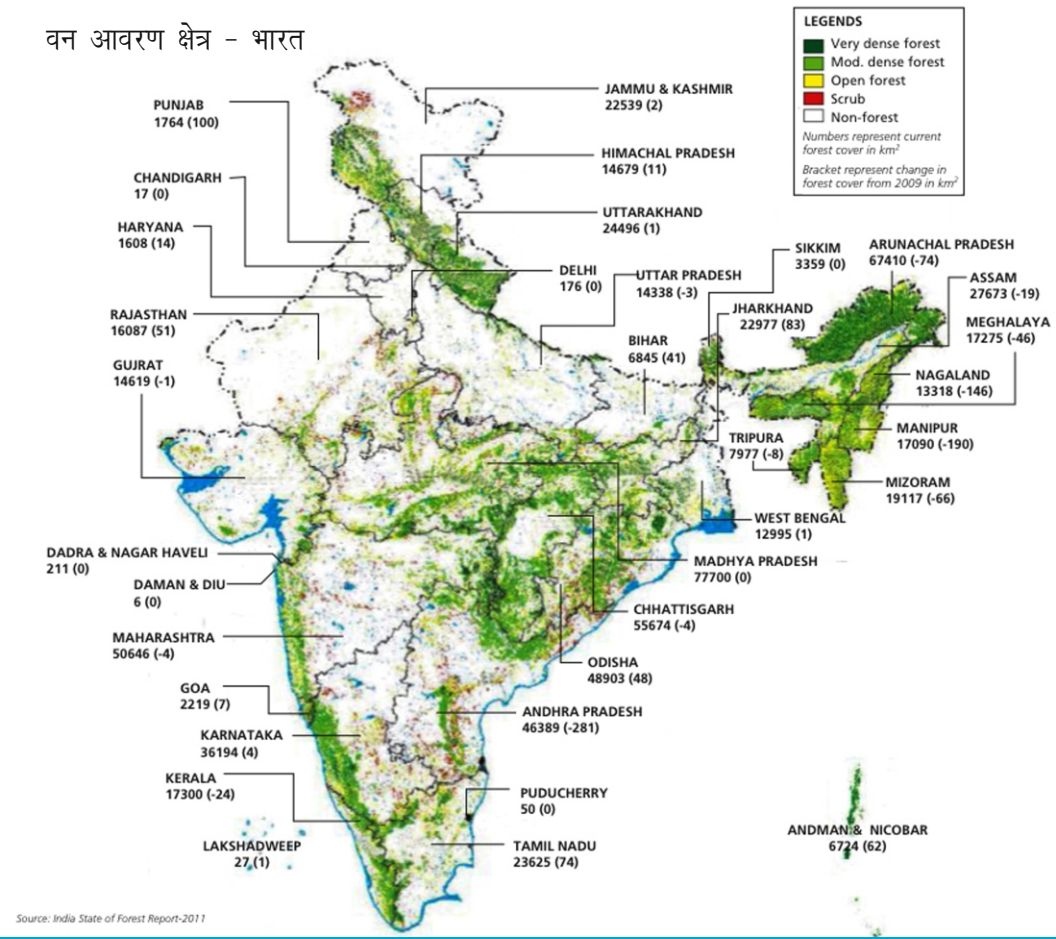 वन आवरण क्षेत्र - भारत
LEGENDS
Very dense forest
Mod. dense forest
Open forest
Scrub
Non-forest
Numbers represent current
forest cover in km²
Bracket represent change in
forest cover from 2009 in km²
JAMMU & KASHMIR
22539 (2)
PUNJAB
1764 (100)
HIMACHAL PRADESH
14679 (11)
CHANDIGARH
17 (0)
UTTARAKHAND
24496 (1)
HARYANA
1608 (14)
DELHI
176 (0)
UTTAR PRADESH
14338 (-3)
SIKKIM
3359 (0)
ARUNACHAL PRADESH
67410 (-74)
ASSAM
27673 (-19)
RAJASTHAN
16087 (51)
JHARKHAND
22977 (83)
MEGHALAYA
17275 (-46)
BIHAR
6845 (41)
GUJRAT
14619 (-1)
NAGALAND
13318 (-146)
TRIPURA
7977 (-8)
MANIPUR
17090 (-190)
MIZORAM
19117 (-66)
WEST BENGAL
12995 (1)
DADRA & NAGAR HAVELI
211 (0)
MADHYA PRADESH
77700 (0)
DAMAN & DIU
6 (0)
CHHATTISGARH
55674 (-4)
MAHARASHTRA
50646 (-4)
ODISHA
48903 (48)
GOA
2219 (7)
ANDHRA PRADESH
46389 (-281)
KARNATAKA
36194 (4)
KERALA
17300 (-24)
PUDUCHERRY
50 (0)
LAKSHADWEEP
27 (1)
TAMIL NADU
23625 (74)
ANDMAN & NICOBAR
6724 (62)
Source: India State of Forest Report-2011